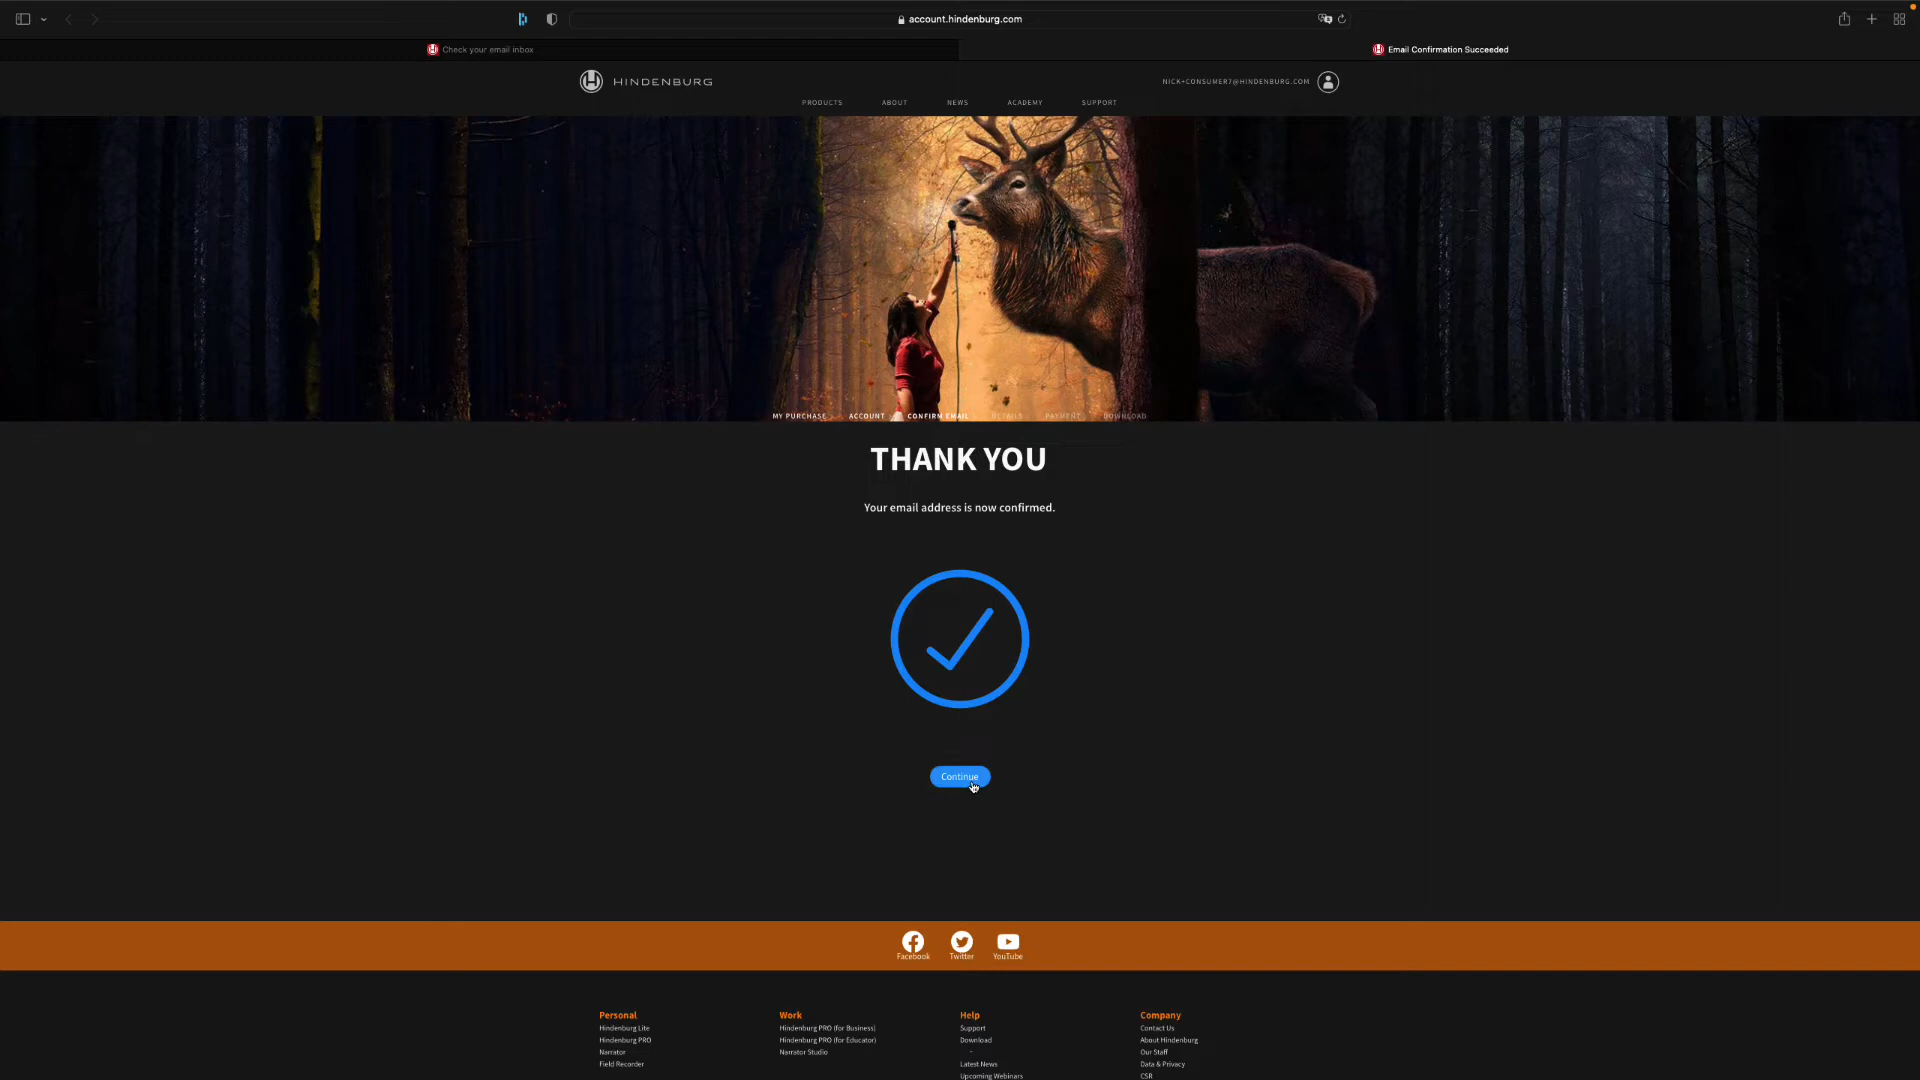 account.hindenburg.com
Check your email inbox
Email Confirmation Succeeded
HINDENBURG
NICK+CONSUMER7@HINDENBURG.COM
PRODUCTS ABOUT NEWS ACADEMY SUPPORT
MY PURCHASE ACCOUNT CONFIRM EMAIL DETAILS PAYMENT DOWNLOAD
THANK YOU
Your email address is now confirmed.
Continue
Facebook Twitter YouTube
Personal Work Help Company
Hindenburg Lite Hindenburg PRO (for Business) Support Contact Us
Hindenburg PRO Hindenburg PRO (for Educator) Download About Hindenburg
Narrator Narrator Studio - Our Staff
Field Recorder Latest News Data & Privacy
Upcoming Webinars CSR